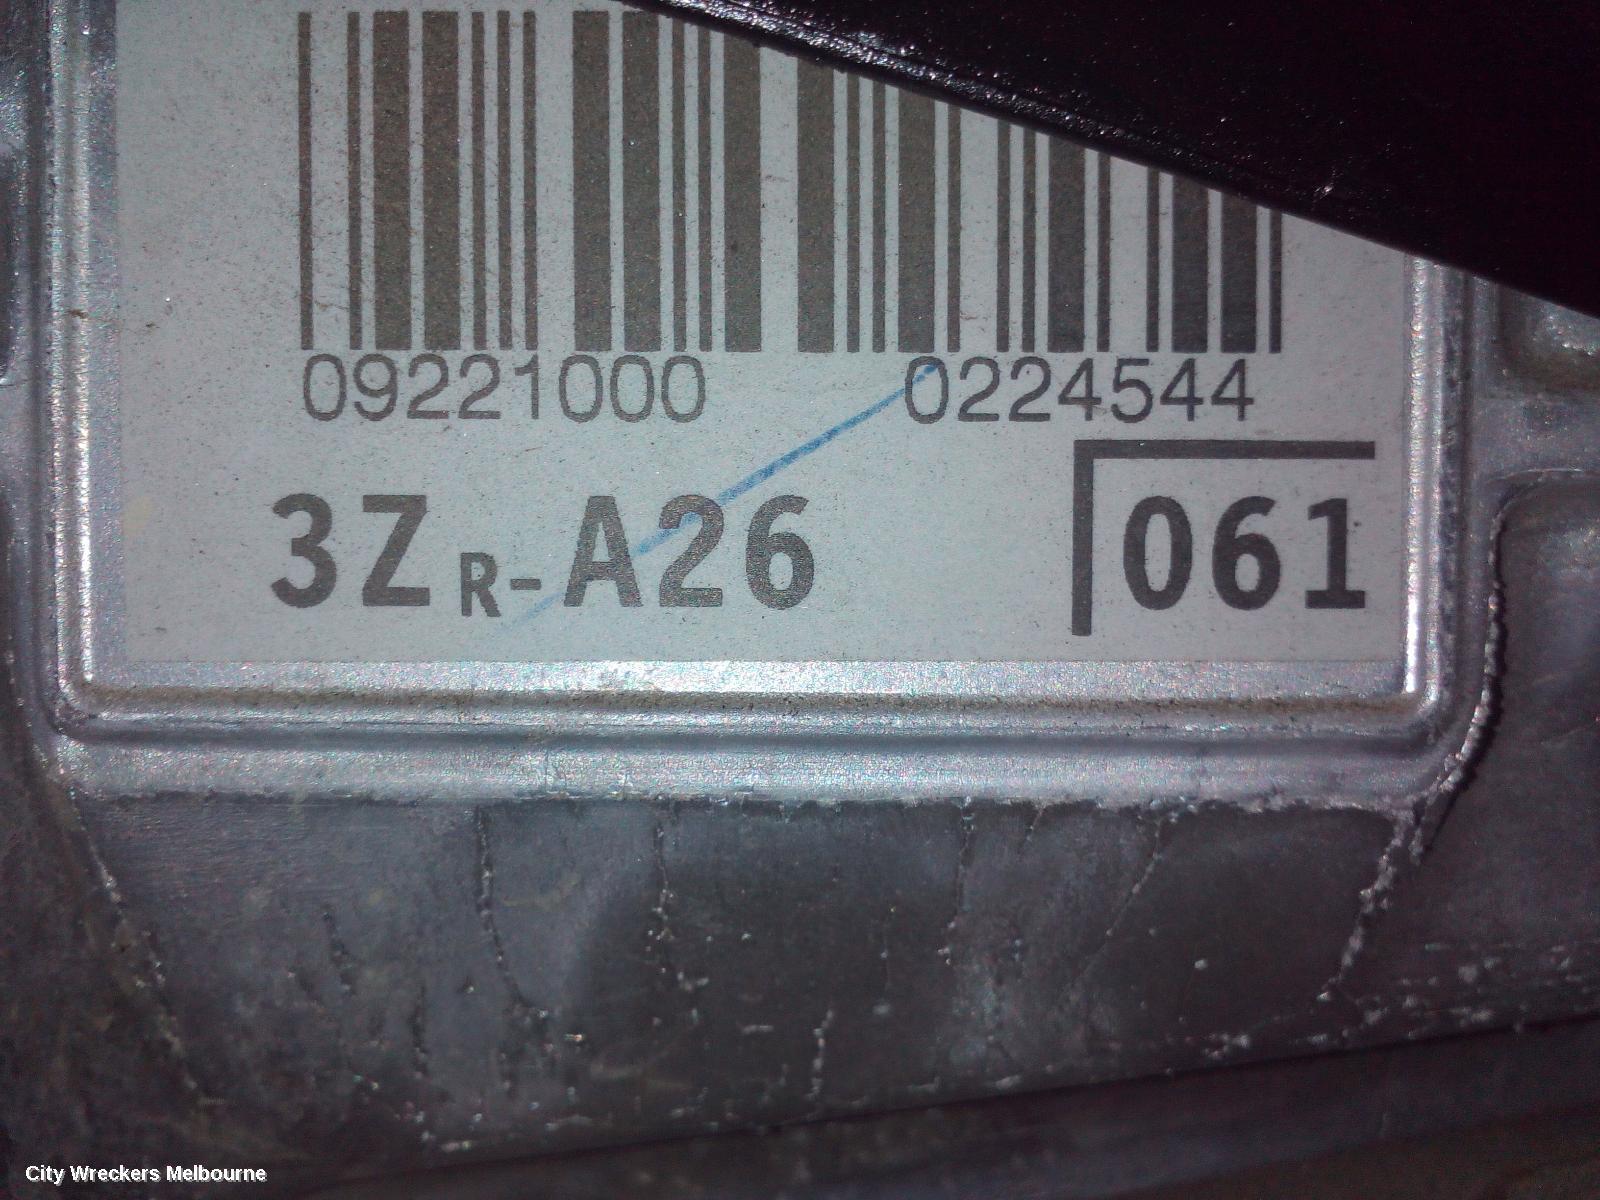 09221000 0224544
3ZR-A26 061
City Wreckers Melbourne